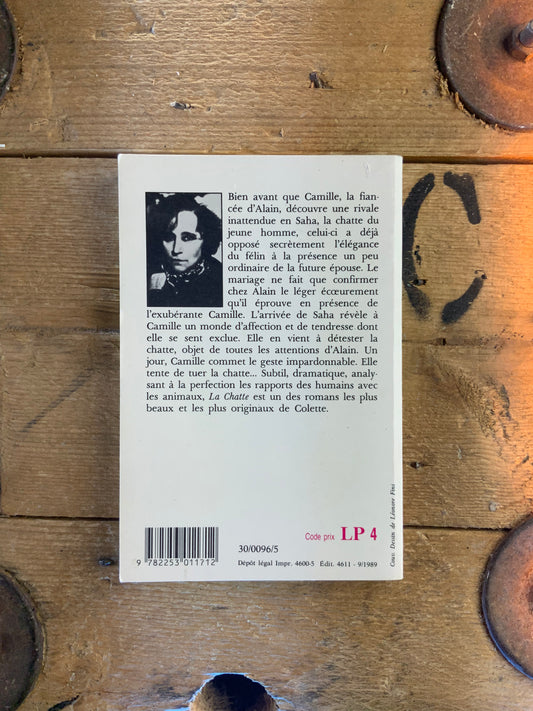 Bien avant que Camille, la fian-
cée d'Alain, découvre une rivale
inattendue en Saha, la chatte du
jeune homme, celui-ci a déjà
opposé secrètement l'élégance
du félin à la présence un peu
ordinaire de la future épouse. Le
mariage ne fait que confirmer
chez Alain le léger écœurement
qu'il éprouve en présence de
l'exubérante Camille. L'arrivée de Saha révèle à
Camille un monde d'affection et de tendresse dont
elle se sent exclue. Elle en vient à détester la
chatte, objet de toutes les attentions d'Alain. Un
jour, Camille commet le geste impardonnable. Elle
tente de tuer la chatte... Subtil, dramatique, analy-
sant à la perfection les rapports des humains avec
les animaux, La Chatte est un des romans les plus
beaux et les plus originaux de Colette.
Code prix LP 4
30/0096/5
9 782253 011712
Dépôt légal Impr. 4600-5 Édit. 4611 - 9/1989
Couv. Dessin de Léonore Fini
C